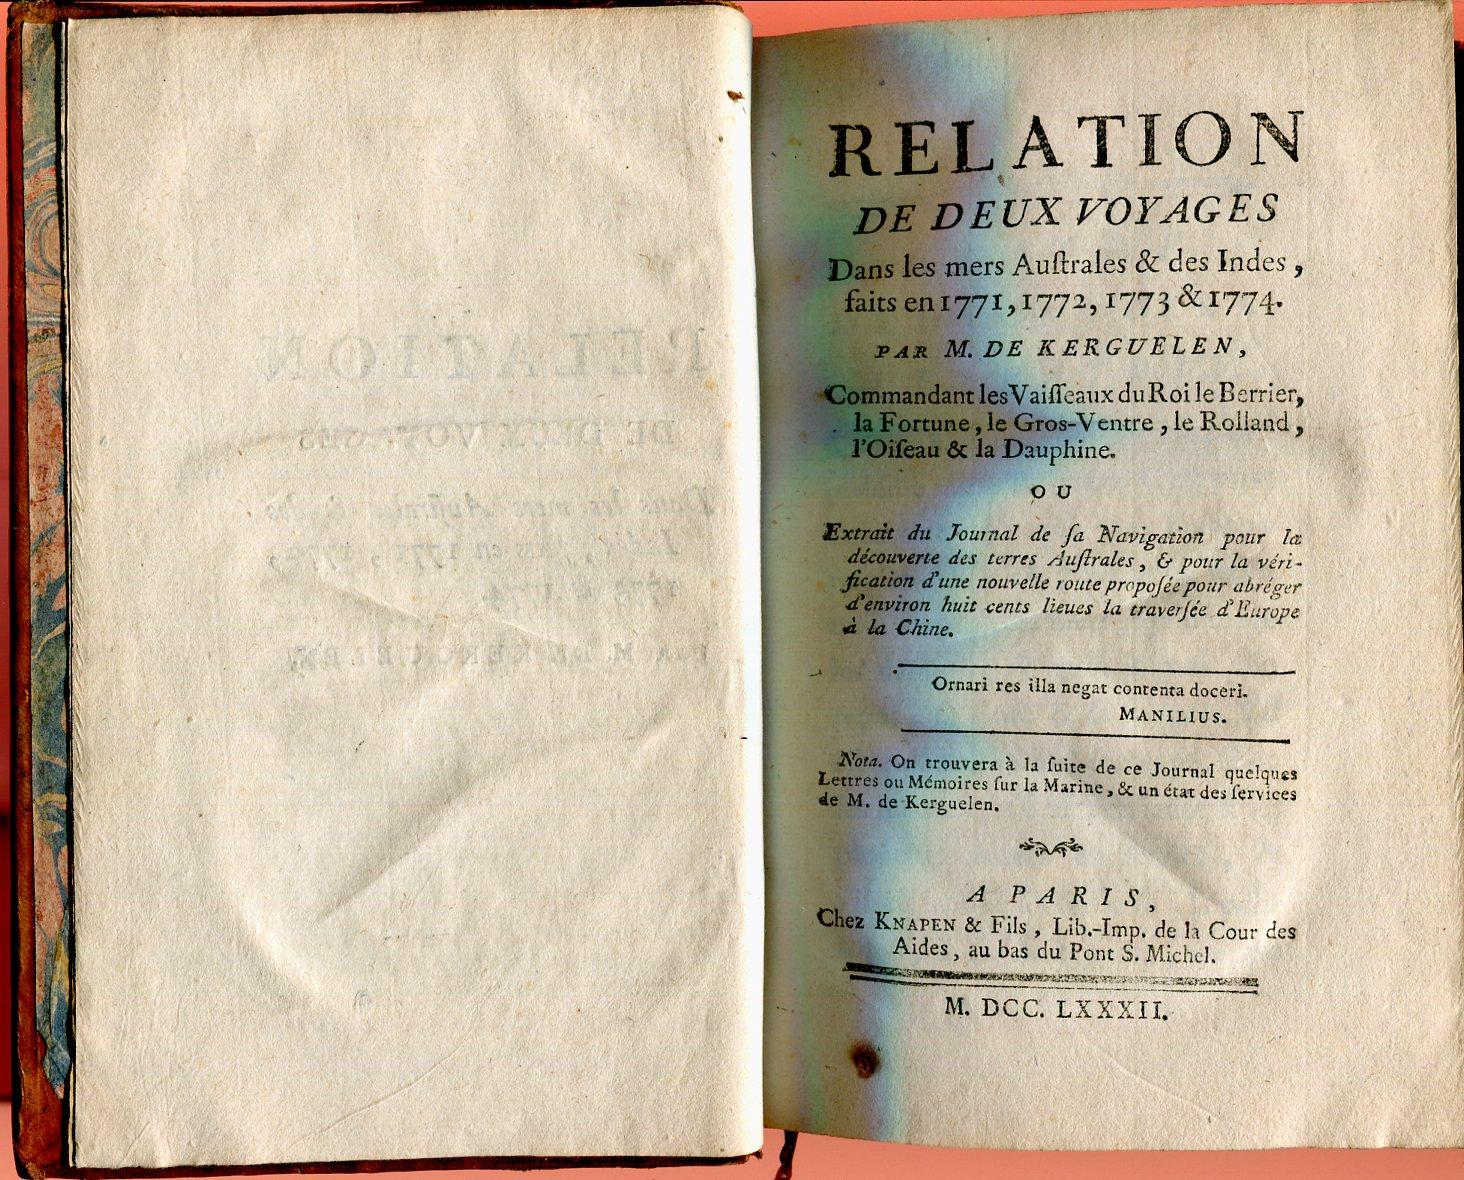 RELATION
DE DEUX VOYAGES
Dans les mers Auſtrales & des Indes,
faits en 1771, 1772, 1773 & 1774.
PAR M. DE KERGUELEN,
Commandant les Vaiſſeaux du Roi le Berrier,
la Fortune, le Gros-Ventre, le Rolland,
l'Oiſeau & la Dauphine.
OU
Extrait du Journal de ſa Navigation pour la
découverte des terres Auſtrales, & pour la véri-
fication d'une nouvelle route propoſée pour abréger
d'environ huit cents lieues la traverſée d'Europe
à la Chine.
Ornari res illa negat contenta doceri.
MANILIUS.
Nota. On trouvera à la ſuite de ce Journal quelques
Lettres ou Mémoires ſur la Marine, & un état des ſervices
de M. de Kerguelen.
A PARIS,
Chez KNAPEN & Fils, Lib.-Imp. de la Cour des
Aides, au bas du Pont S. Michel.
M. DCC. LXXXII.